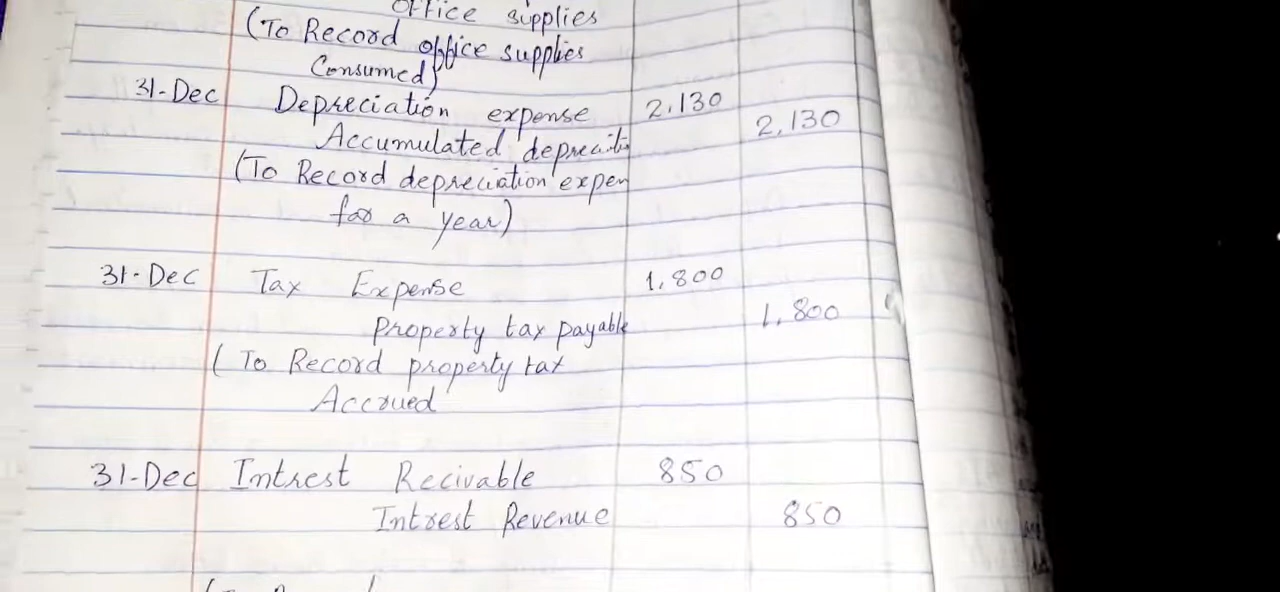 office supplies
(To Record office supplies
Consumed)
31-Dec Depreciation expense 2,130
Accumulated 2,130
(To Record depreciation expen
for a year)
31-Dec Tax Expense 1,800
Property tax payable 1,800
(To Record property tax
Accrued
31-Dec Intrest Recivable 850
Intrest Revenue 850